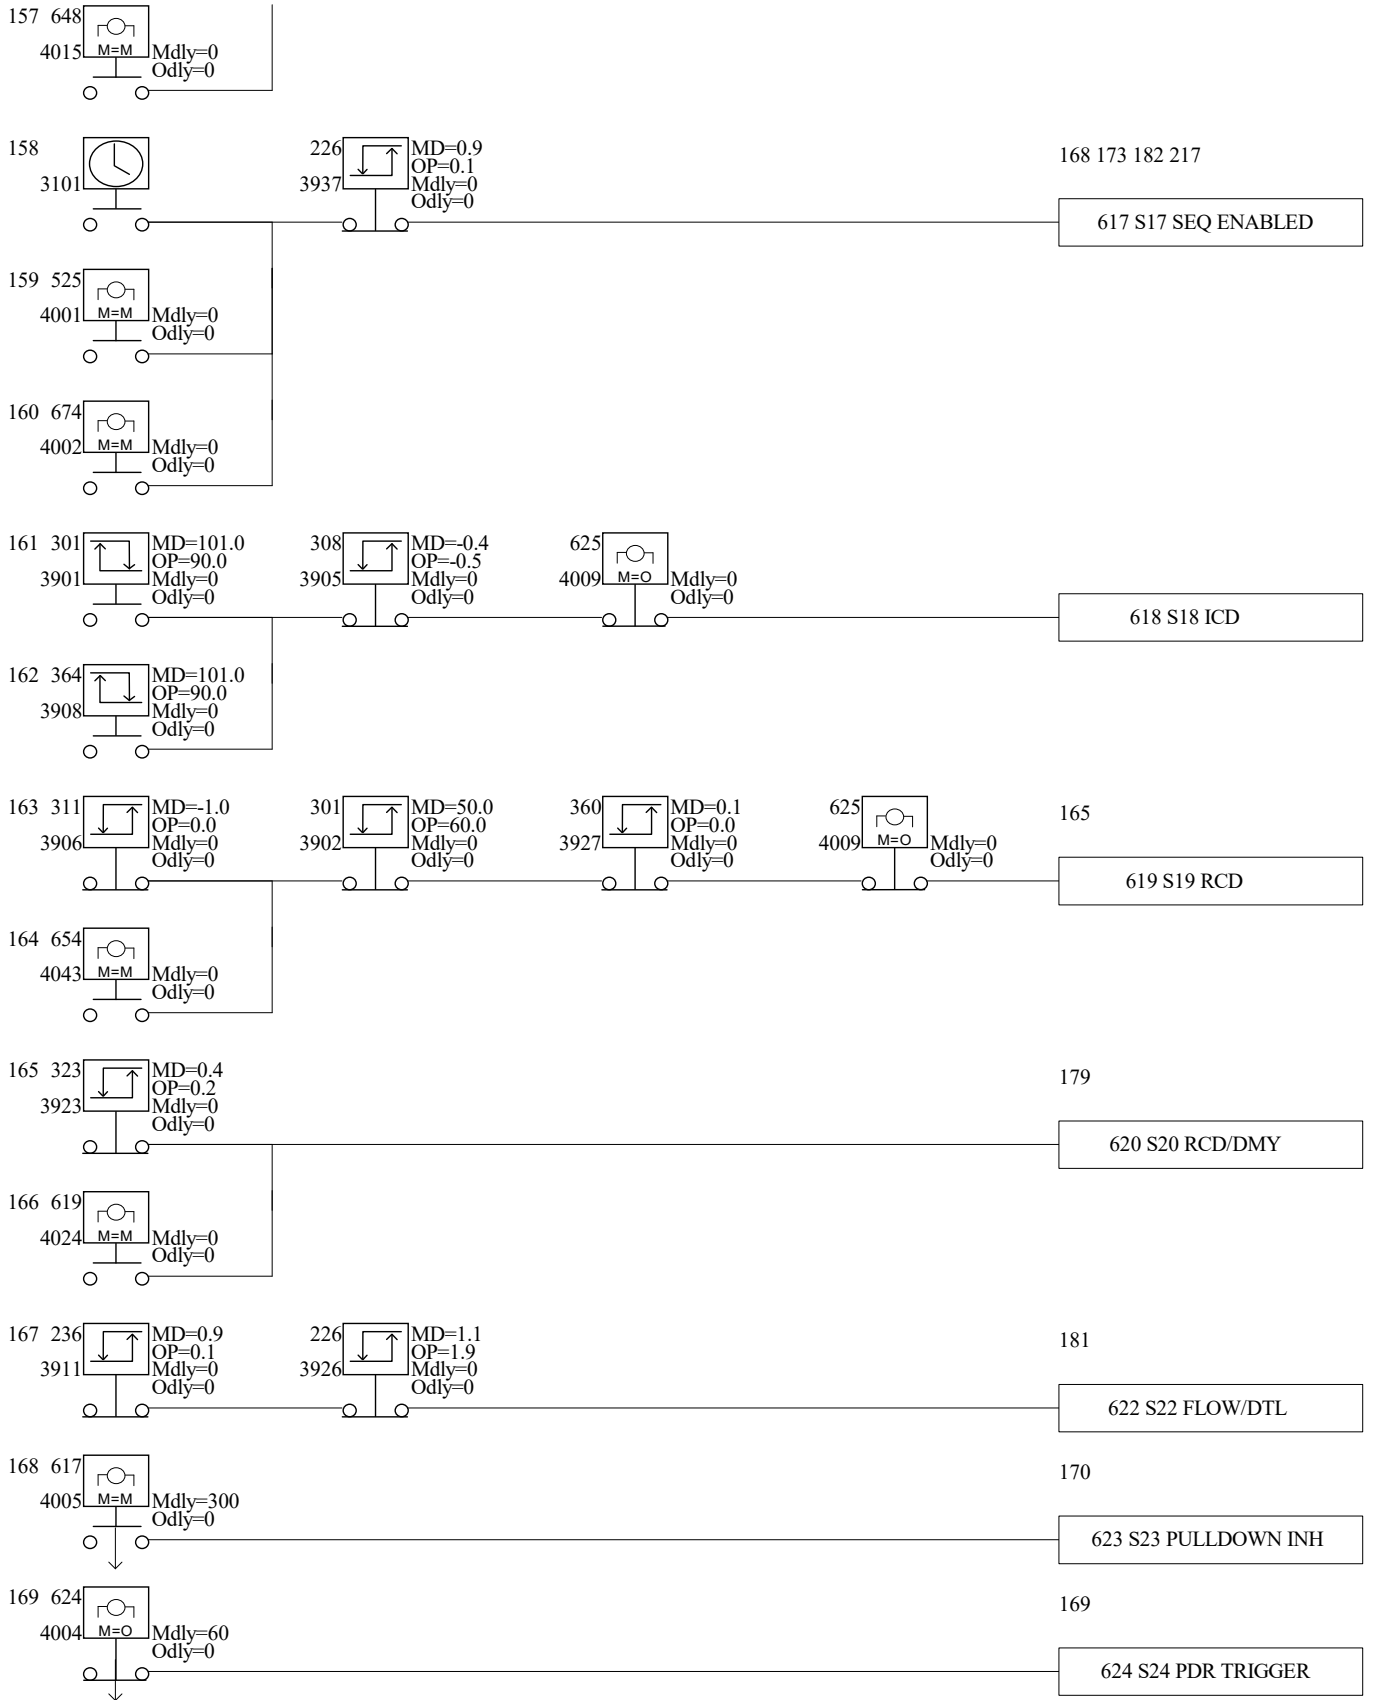 157 648
4015 M=M Mdly=0
Odly=0
158 226 MD=0.9 168 173 182 217
OP=0.1
3101 3937 Mdly=0
Odly=0
617 S17 SEQ ENABLED
159 525
4001 M=M Mdly=0
Odly=0
160 674
4002 M=M Mdly=0
Odly=0
161 301 MD=101.0 308 MD=-0.4 625
OP=90.0 OP=-0.5
3901 Mdly=0 3905 Mdly=0 4009 M=O Mdly=0
Odly=0 Odly=0 Odly=0
618 S18 ICD
162 364 MD=101.0
OP=90.0
3908 Mdly=0
Odly=0
163 311 MD=-1.0 301 MD=50.0 360 MD=0.1 625 165
OP=0.0 OP=60.0 OP=0.0
3906 Mdly=0 3902 Mdly=0 3927 Mdly=0 4009 M=O Mdly=0
Odly=0 Odly=0 Odly=0 Odly=0
619 S19 RCD
164 654
4043 M=M Mdly=0
Odly=0
165 323 MD=0.4 179
OP=0.2
3923 Mdly=0
Odly=0
620 S20 RCD/DMY
166 619
4024 M=M Mdly=0
Odly=0
167 236 MD=0.9 226 MD=1.1 181
OP=0.1 OP=1.9
3911 Mdly=0 3926 Mdly=0
Odly=0 Odly=0
622 S22 FLOW/DTL
168 617 170
4005 M=M Mdly=300
Odly=0
623 S23 PULLDOWN INH
169 624 169
4004 M=O Mdly=60
Odly=0
624 S24 PDR TRIGGER